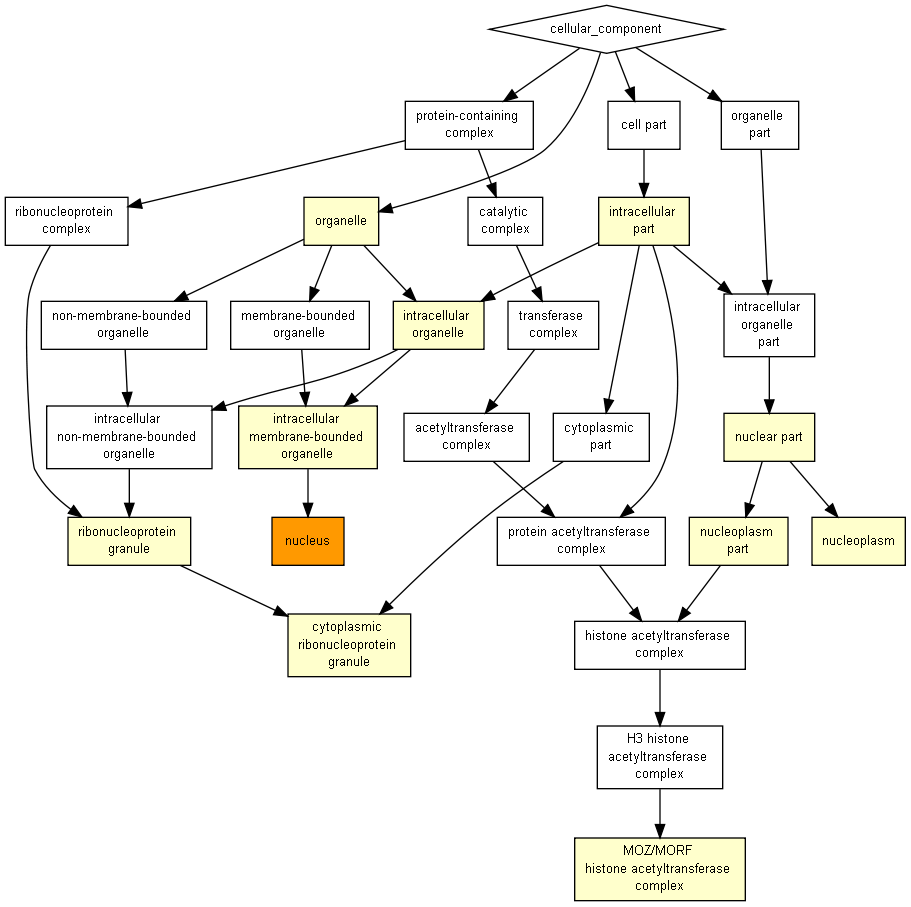 cellular_component
protein-containing
complex
cell part
organelle
part
ribonucleoprotein
complex
organelle
catalytic
complex
intracellular
part
non-membrane-bounded
organelle
membrane-bounded
organelle
intracellular
organelle
transferase
complex
intracellular
organelle
part
intracellular
non-membrane-bounded
organelle
intracellular
membrane-bounded
organelle
acetyltransferase
complex
cytoplasmic
part
nuclear part
ribonucleoprotein
granule
nucleus
protein acetyltransferase
complex
nucleoplasm
part
nucleoplasm
cytoplasmic
ribonucleoprotein
granule
histone acetyltransferase
complex
H3 histone
acetyltransferase
complex
MOZ/MORF
histone acetyltransferase
complex